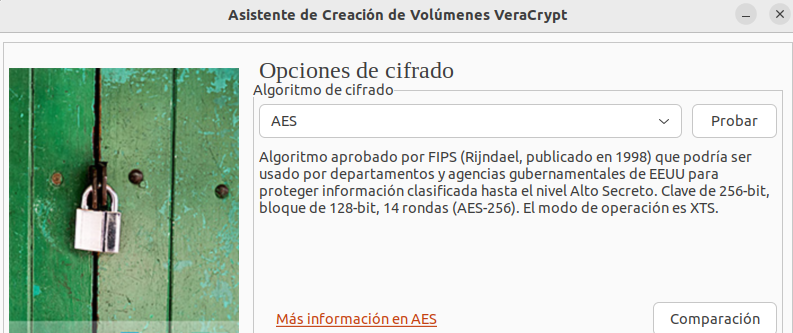 Asistente de Creación de Volúmenes VeraCrypt
Opciones de cifrado
Algoritmo de cifrado
AES
Probar
Algoritmo aprobado por FIPS (Rijndael, publicado en 1998) que podría ser
usado por departamentos y agencias gubernamentales de EEUU para
proteger información clasificada hasta el nivel Alto Secreto. Clave de 256-bit,
bloque de 128-bit, 14 rondas (AES-256). El modo de operación es XTS.
Más información en AES
Comparación